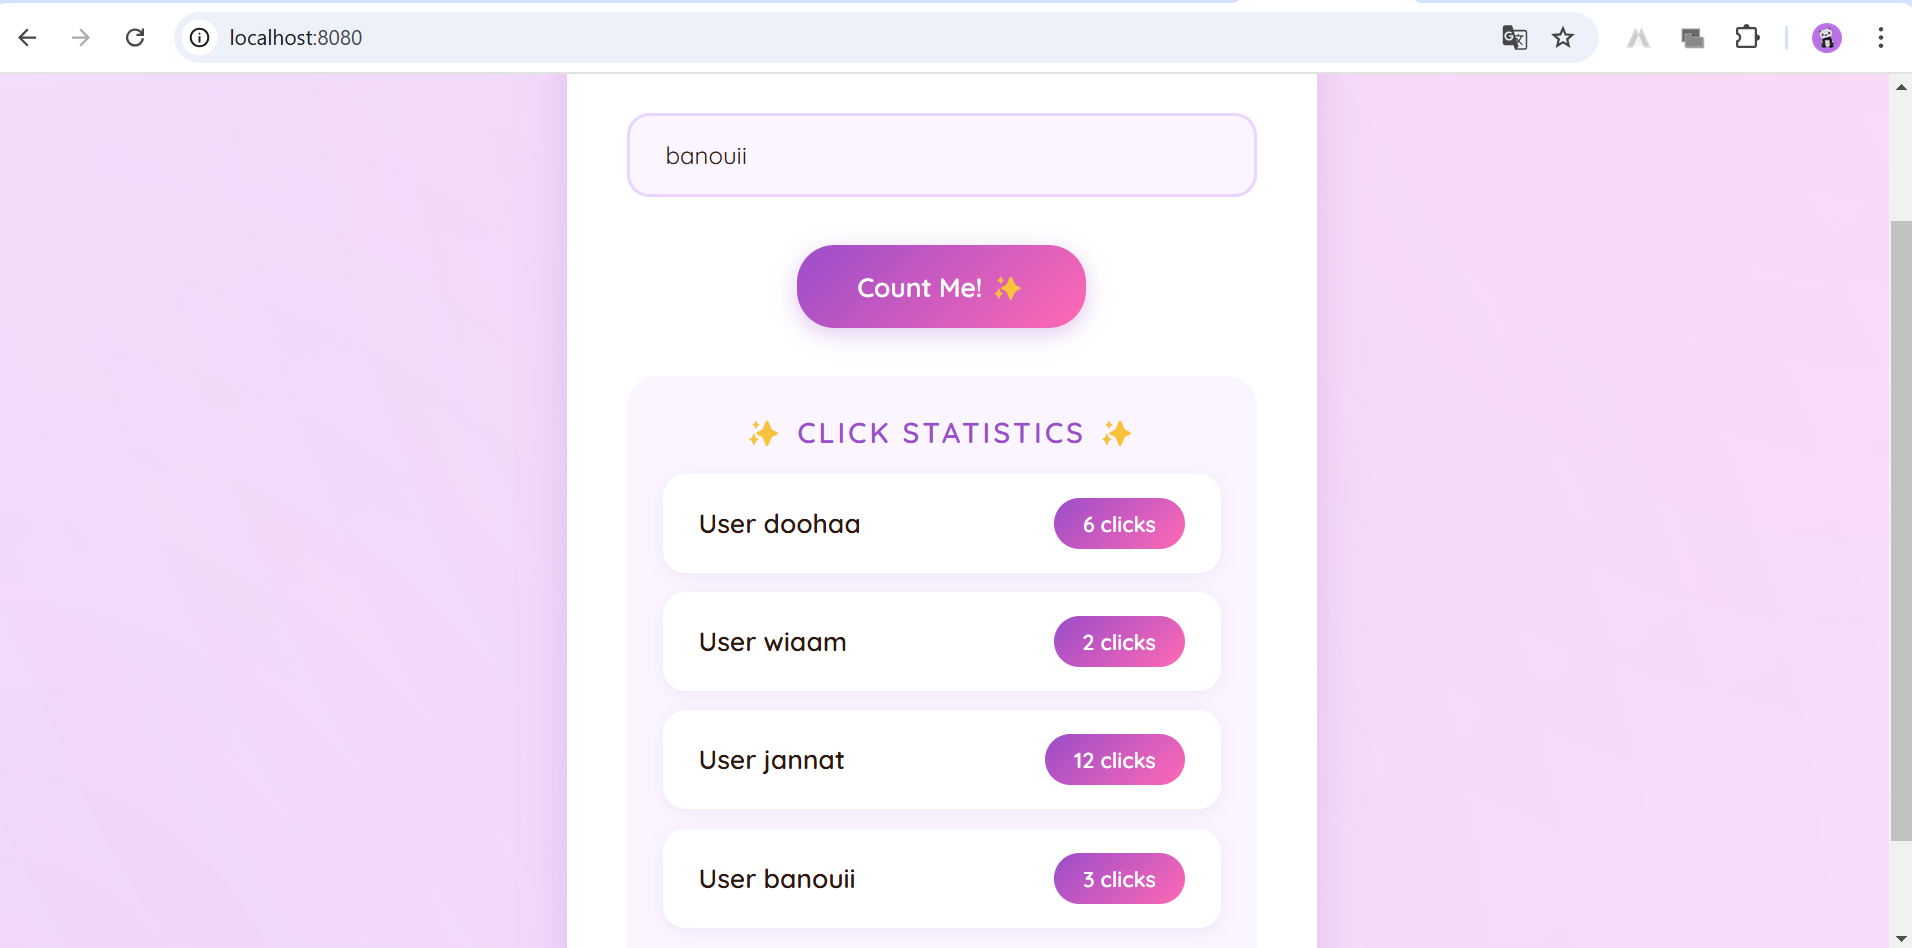 localhost:8080
banouii
Count Me! ✨
✨ CLICK STATISTICS ✨
User doohaa
6 clicks
User wiaam
2 clicks
User jannat
12 clicks
User banouii
3 clicks